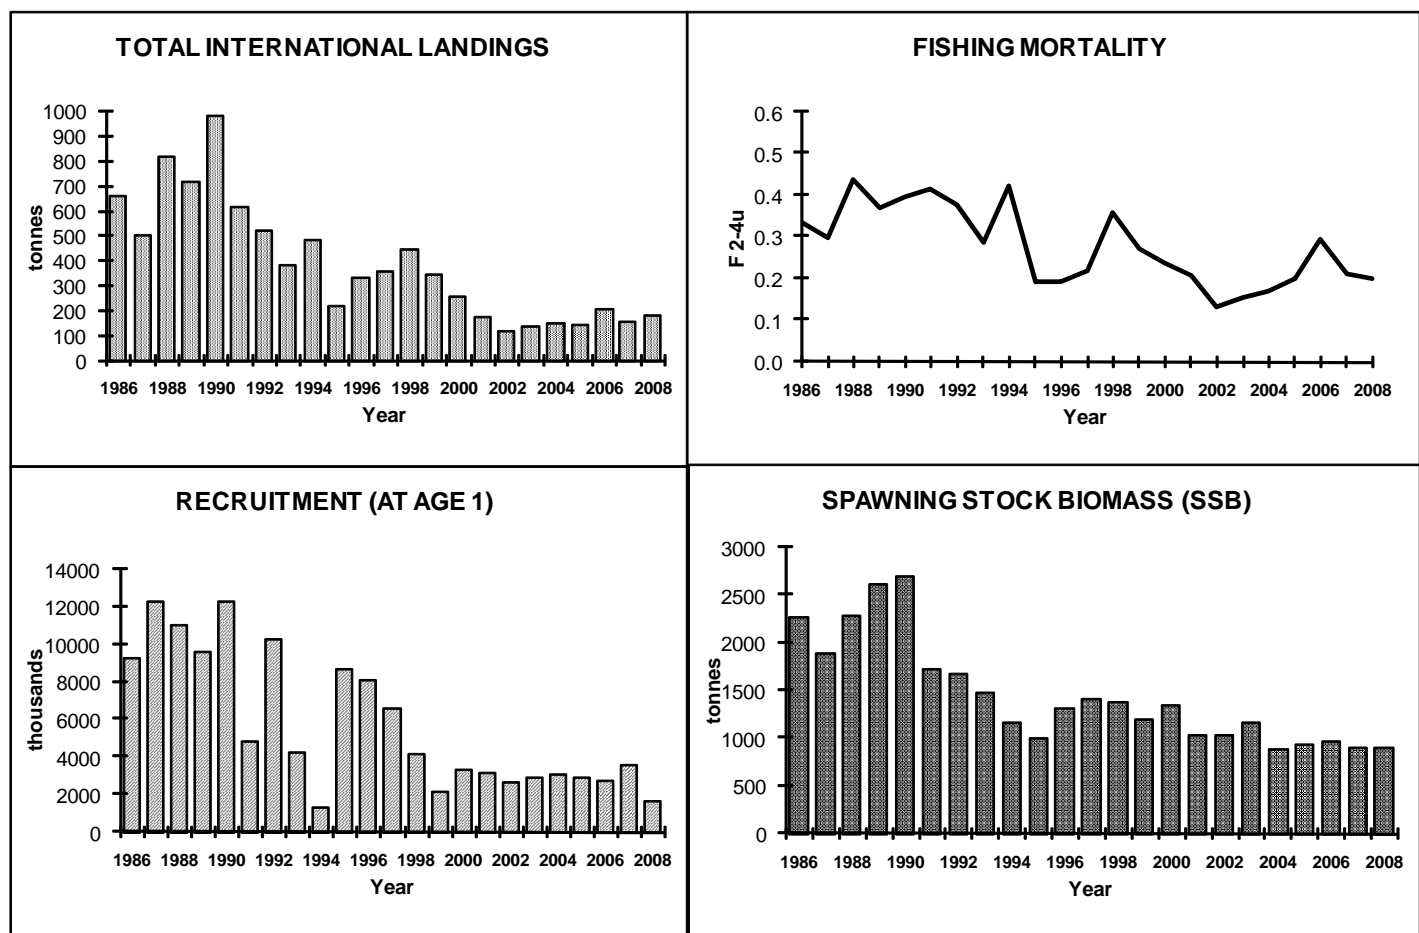 TOTAL INTERNATIONAL LANDINGS
tonnes
1000
900
800
700
600
500
400
300
200
100
0
1986 1988 1990 1992 1994 1996 1998 2000 2002 2004 2006 2008
Year
FISHING MORTALITY
F 2-4u
0.6
0.5
0.4
0.3
0.2
0.1
0.0
1986 1988 1990 1992 1994 1996 1998 2000 2002 2004 2006 2008
Year
RECRUITMENT (AT AGE 1)
thousands
14000
12000
10000
8000
6000
4000
2000
0
1986 1988 1990 1992 1994 1996 1998 2000 2002 2004 2006 2008
Year
SPAWNING STOCK BIOMASS (SSB)
tonnes
3000
2500
2000
1500
1000
500
0
1986 1988 1990 1992 1994 1996 1998 2000 2002 2004 2006 2008
Year